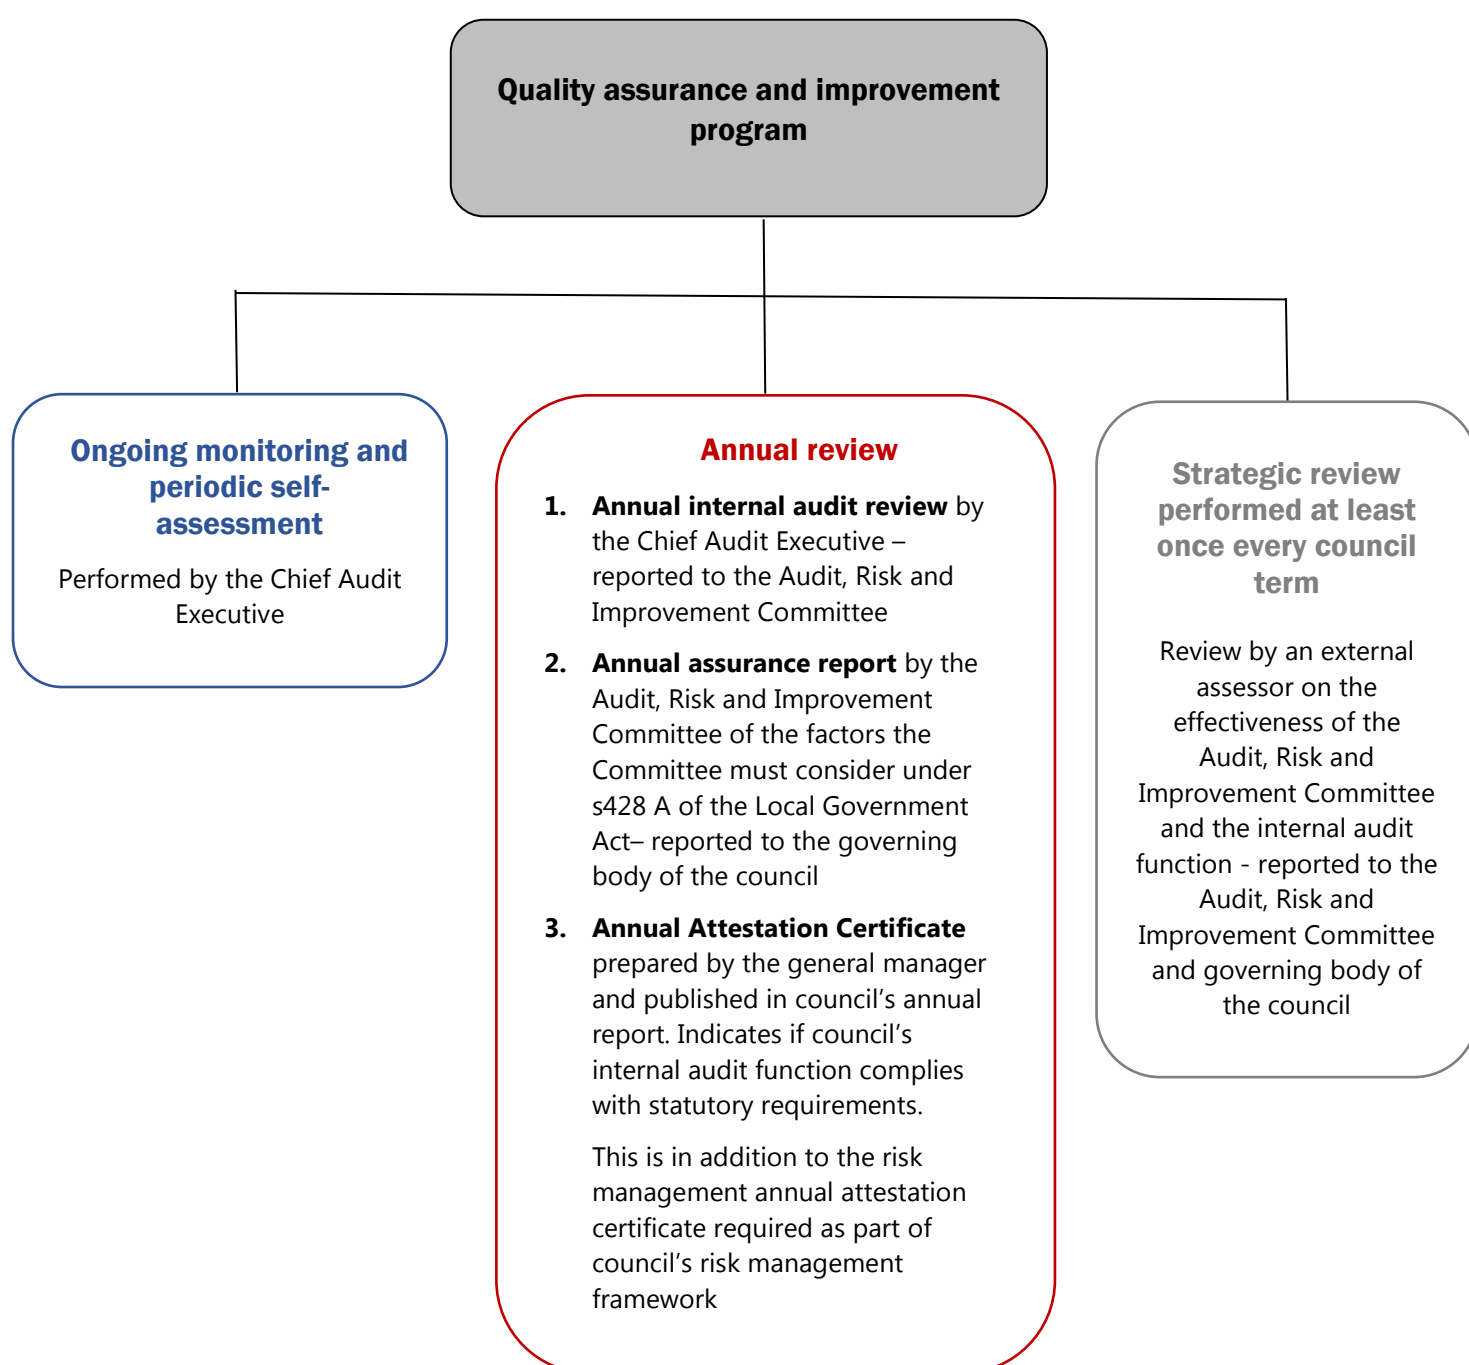 Quality assurance and improvement
program
Ongoing monitoring and
periodic self-
assessment
Performed by the Chief Audit
Executive
Annual review
1. Annual internal audit review by
the Chief Audit Executive –
reported to the Audit, Risk and
Improvement Committee
2. Annual assurance report by the
Audit, Risk and Improvement
Committee of the factors the
Committee must consider under
s428 A of the Local Government
Act– reported to the governing
body of the council
3. Annual Attestation Certificate
prepared by the general manager
and published in council’s annual
report. Indicates if council’s
internal audit function complies
with statutory requirements.
This is in addition to the risk
management annual attestation
certificate required as part of
council’s risk management
framework
Strategic review
performed at least
once every council
term
Review by an external
assessor on the
effectiveness of the
Audit, Risk and
Improvement Committee
and the internal audit
function - reported to the
Audit, Risk and
Improvement Committee
and governing body of
the council